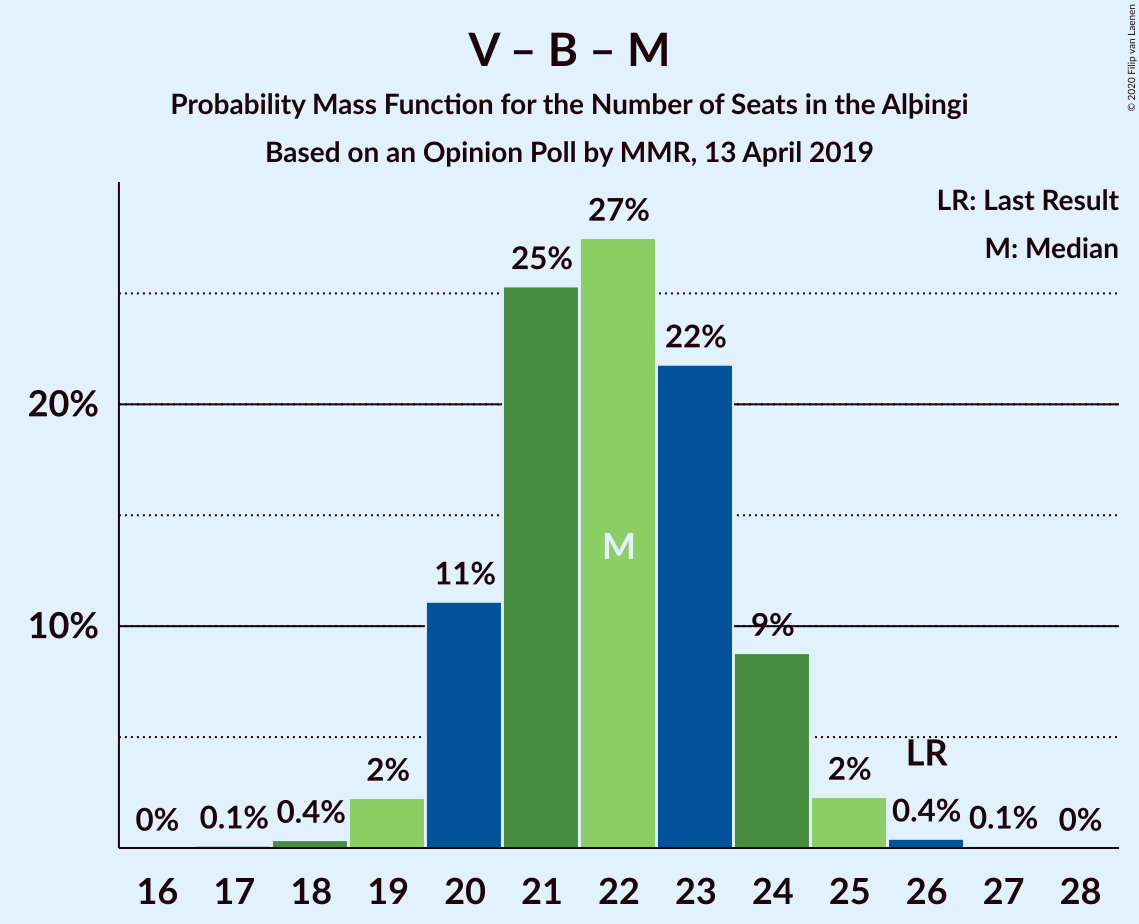 V – B – M
Probability Mass Function for the Number of Seats in the Alþingi
Based on an Opinion Poll by MMR, 13 April 2019
© 2020 Filip van Laenen
LR: Last Result
M: Median
20%
10%
0%
0.1%
0.4%
2%
11%
25%
27%
22%
9%
2%
0.4%
0.1%
0%
M
LR
16 17 18 19 20 21 22 23 24 25 26 27 28